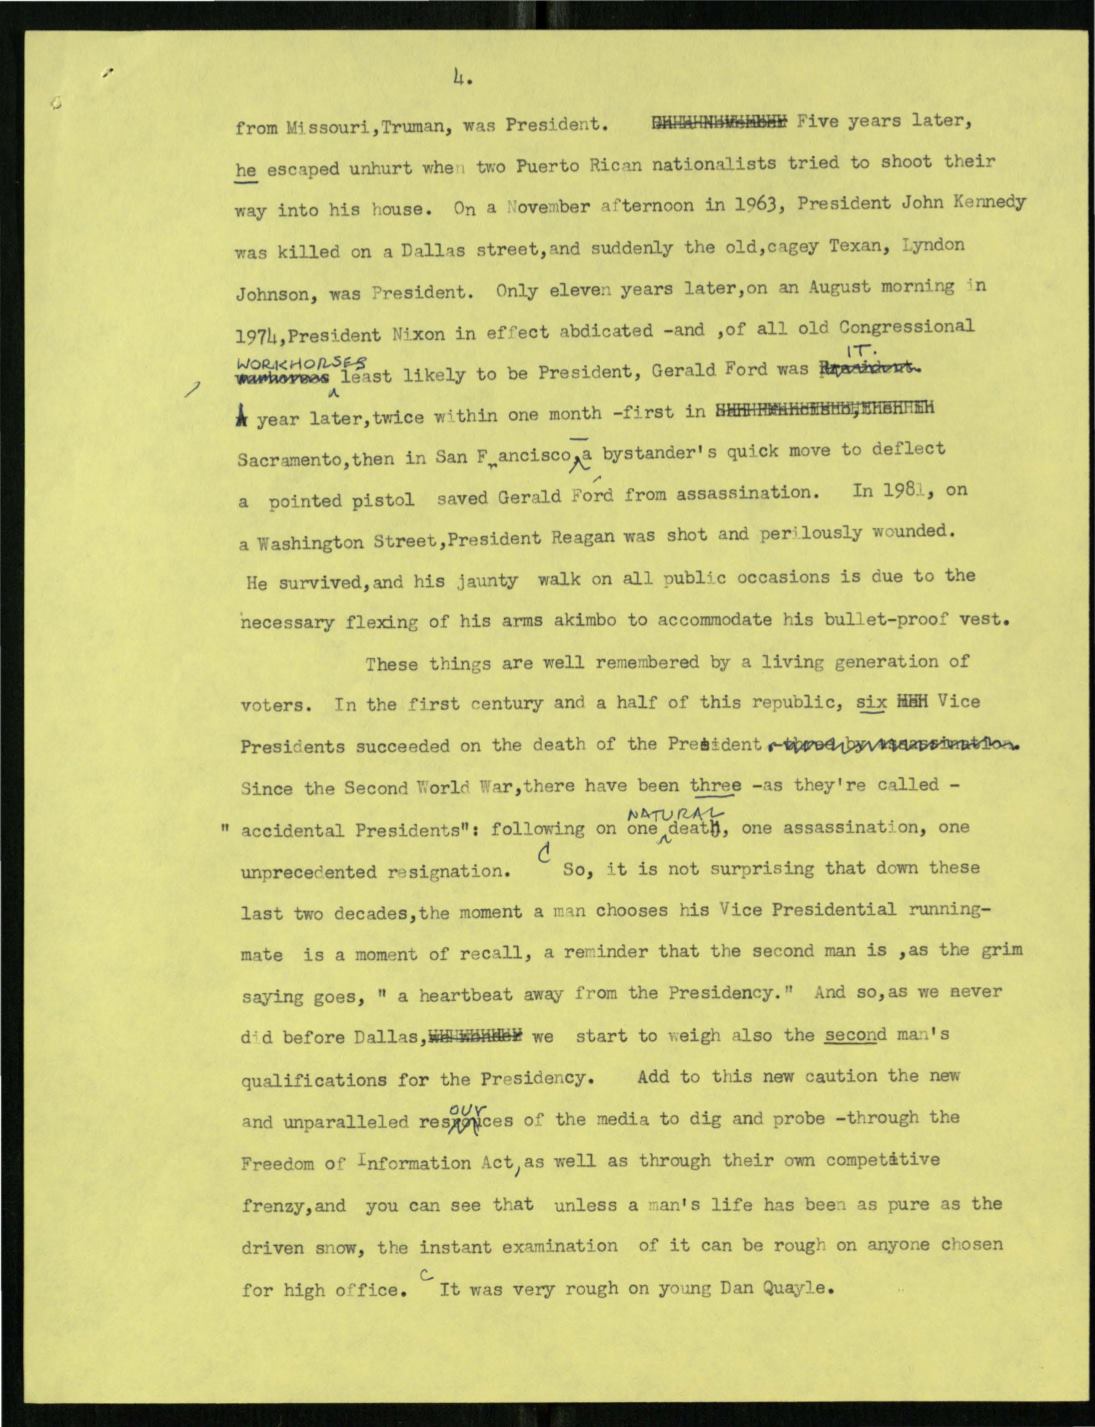 4.
from Missouri,Truman, was President. Five years later,
he escaped unhurt when two Puerto Rican nationalists tried to shoot their
way into his house. On a November afternoon in 1963, President John Kennedy
was killed on a Dallas street,and suddenly the old,cagey Texan, Lyndon
Johnson, was President. Only eleven years later,on an August morning in
1974,President Nixon in effect abdicated -and ,of all old Congressional
WORKHORSES IT.
warhorses least likely to be President, Gerald Ford was President.
A year later,twice within one month -first in
Sacramento,then in San Francisco, a bystander's quick move to deflect
a pointed pistol saved Gerald Ford from assassination. In 1981, on
a Washington Street,President Reagan was shot and perilously wounded.
He survived,and his jaunty walk on all public occasions is due to the
necessary flexing of his arms akimbo to accommodate his bullet-proof vest.
These things are well remembered by a living generation of
voters. In the first century and a half of this republic, six Vice
Presidents succeeded on the death of the President - three by assassination.
Since the Second World War,there have been three -as they're called -
NATURAL
" accidental Presidents": following on one death, one assassination, one
unprecedented resignation. So, it is not surprising that down these
last two decades,the moment a man chooses his Vice Presidential running-
mate is a moment of recall, a reminder that the second man is ,as the grim
saying goes, " a heartbeat away from the Presidency." And so,as we never
did before Dallas, we start to weigh also the second man's
qualifications for the Presidency. Add to this new caution the new
OUR
and unparalleled resources of the media to dig and probe -through the
Freedom of Information Act, as well as through their own competitive
frenzy,and you can see that unless a man's life has been as pure as the
driven snow, the instant examination of it can be rough on anyone chosen
for high office. It was very rough on young Dan Quayle.